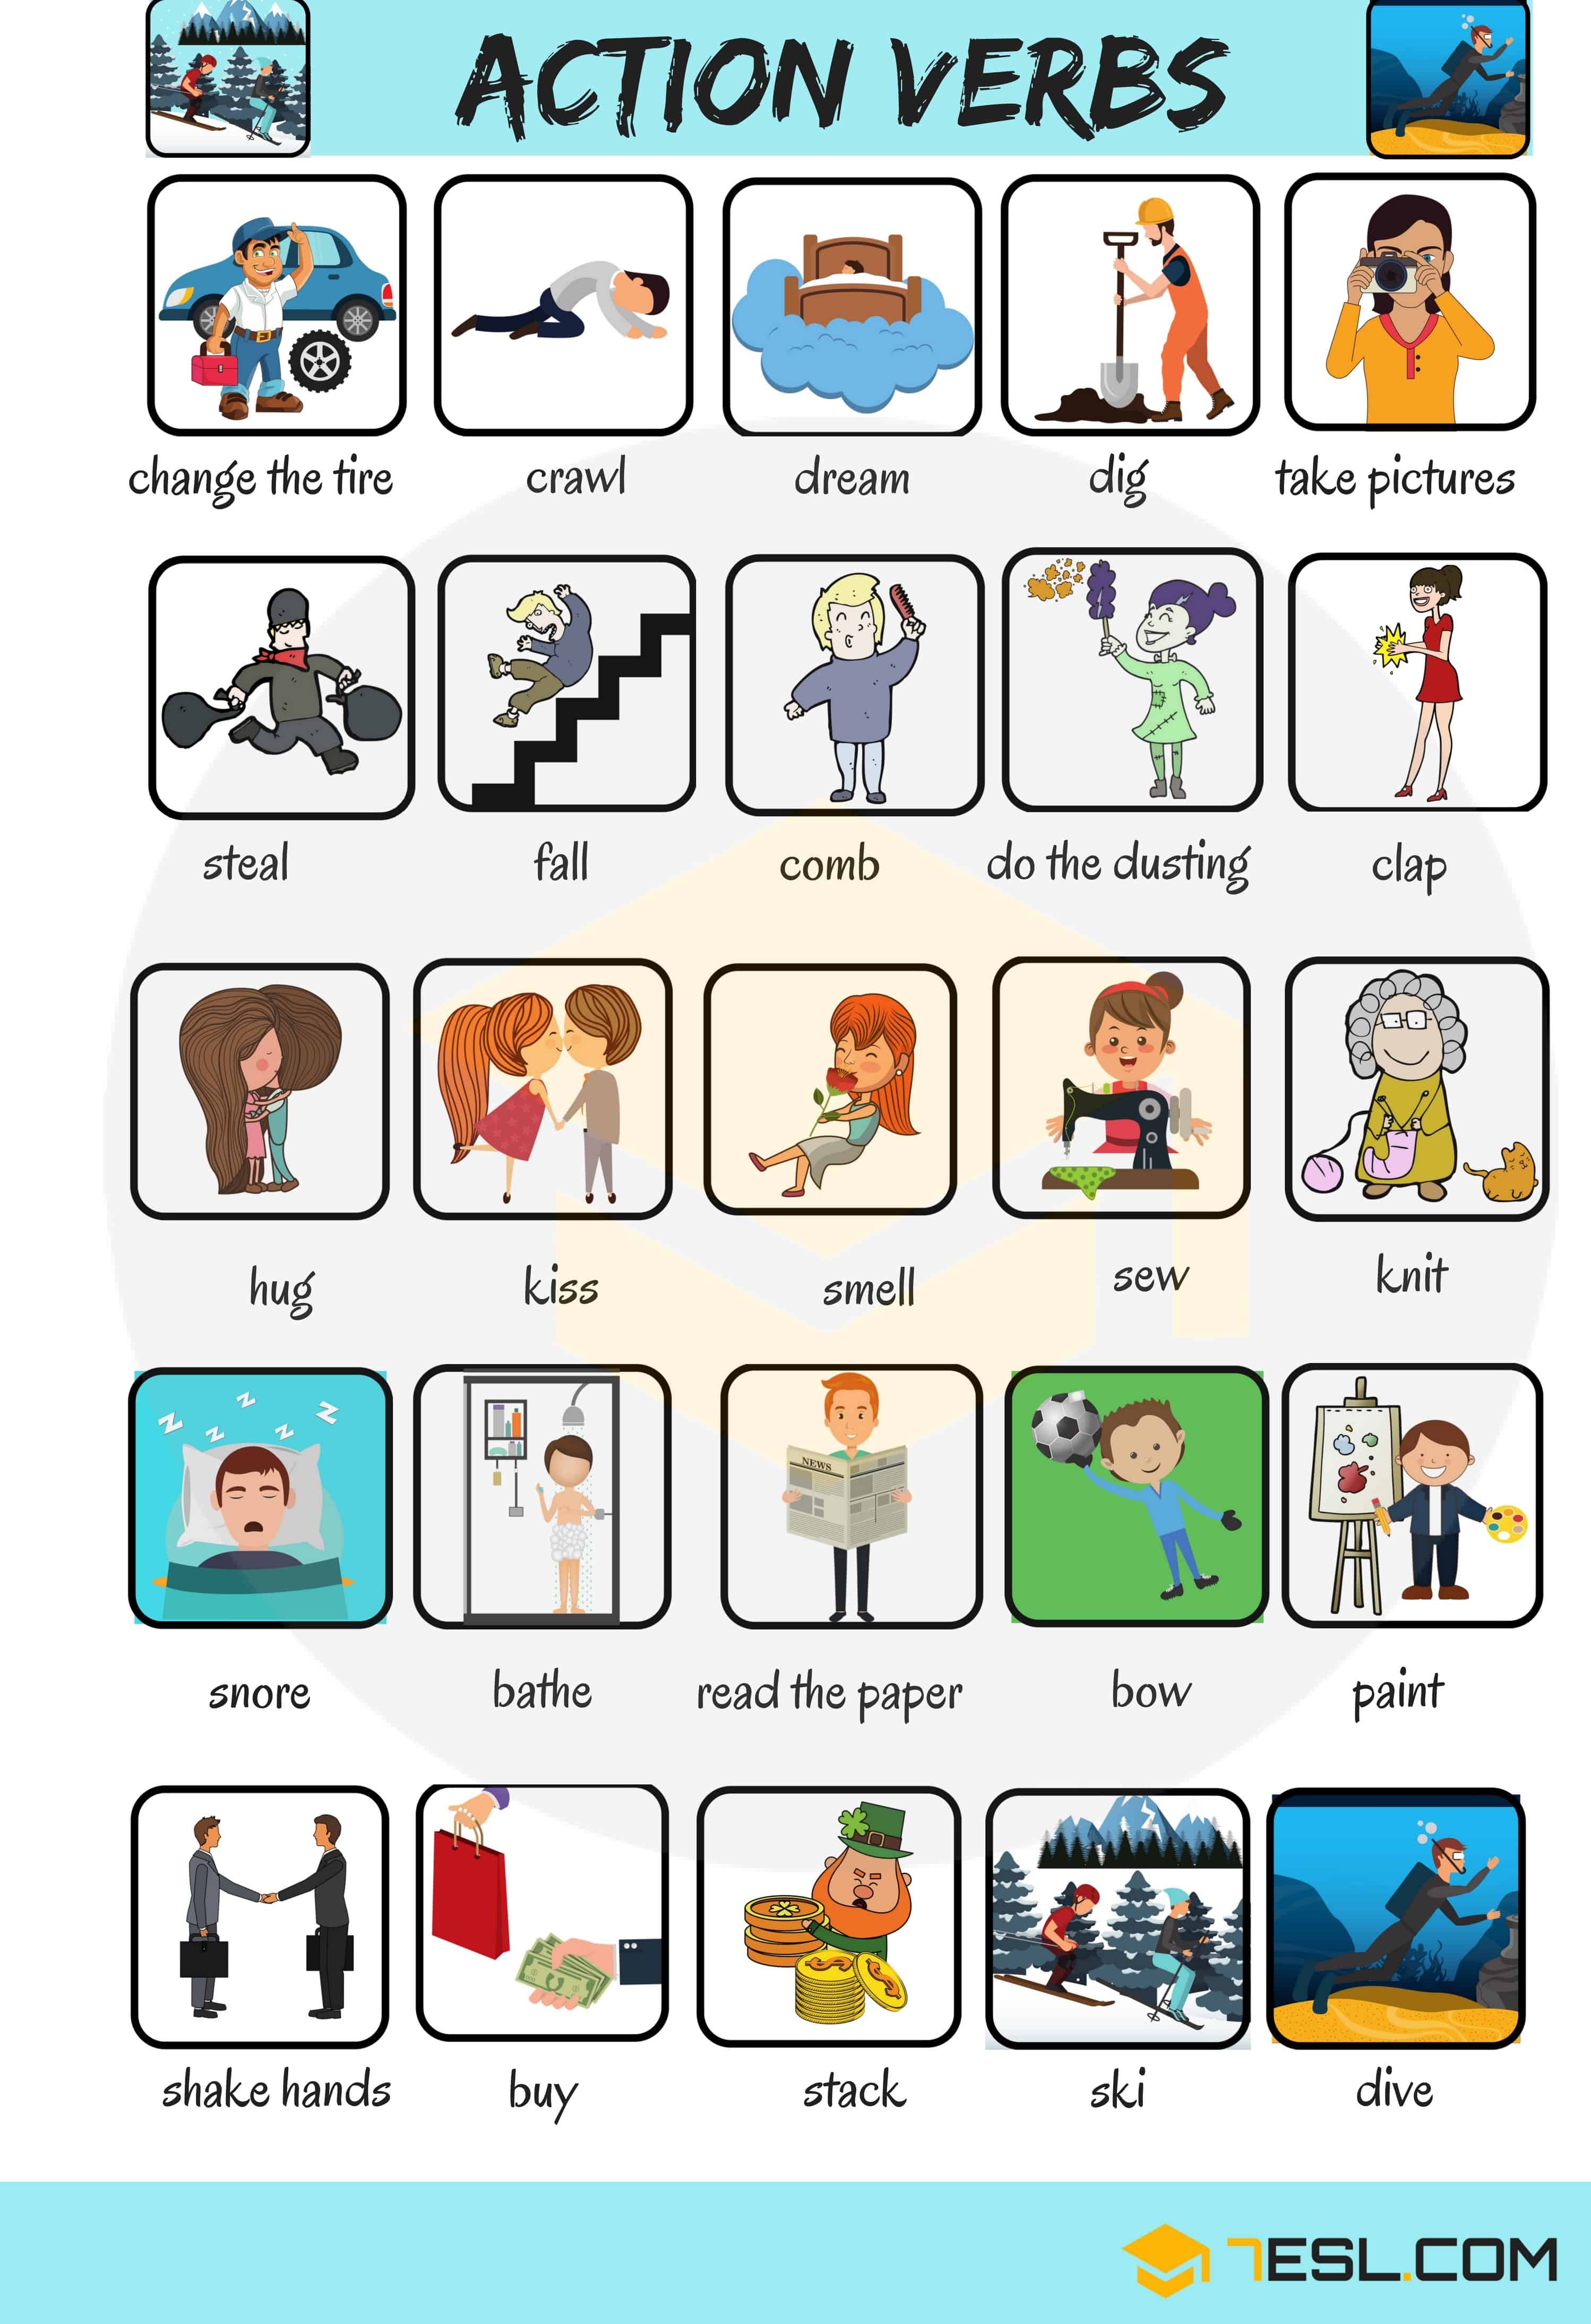 ACTION VERBS
change the tire
crawl
dream
dig
take pictures
steal
fall
comb
do the dusting
clap
hug
kiss
smell
sew
knit
Z Z Z Z Z
NEWS
snore
bathe
read the paper
bow
paint
shake hands
buy
stack
ski
dive
7ESL.COM